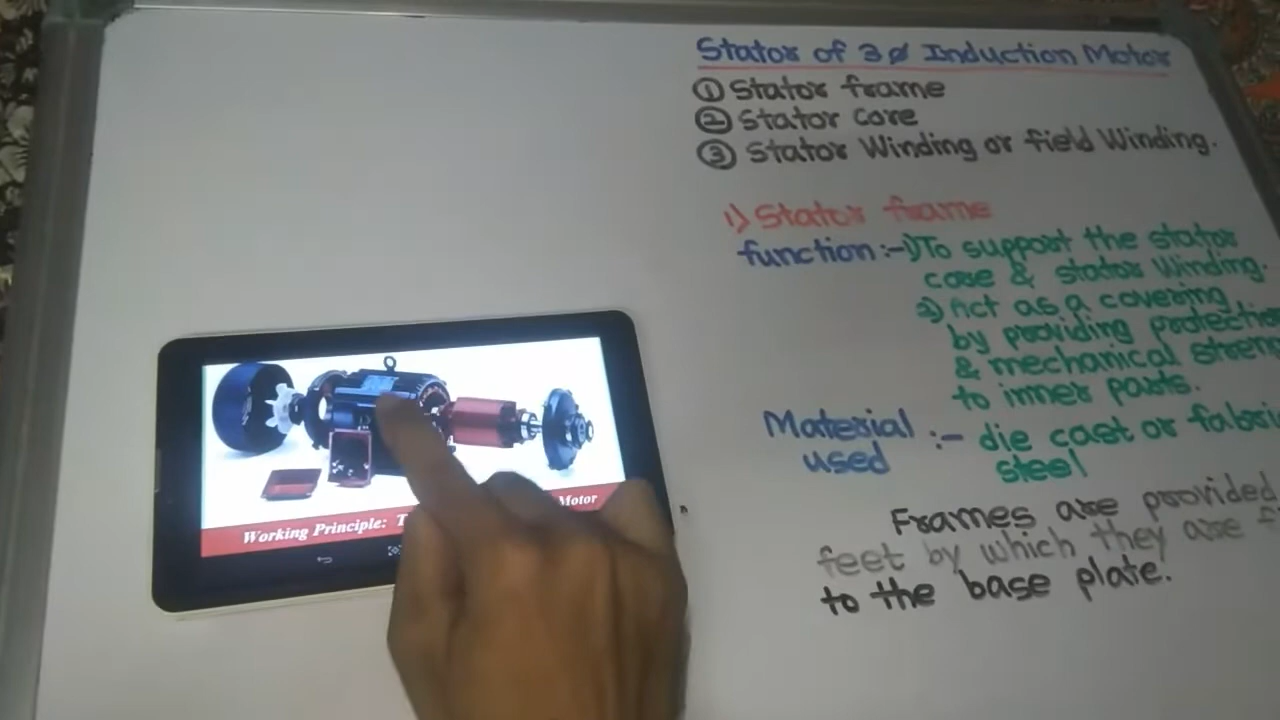 Stator of 3ø Induction Motor
① Stator frame
② Stator Core
③ Stator Winding or field Winding.
1) Stator frame
function :- 1) To support the stator
core & stator Winding.
2) Act as a covering
by providing protectio
& mechanical stren
to inner parts.
Material :- die cast or fabri
used steel
Frames are provided
feet by which they are f
to the base plate.
Working Principle: T Motor